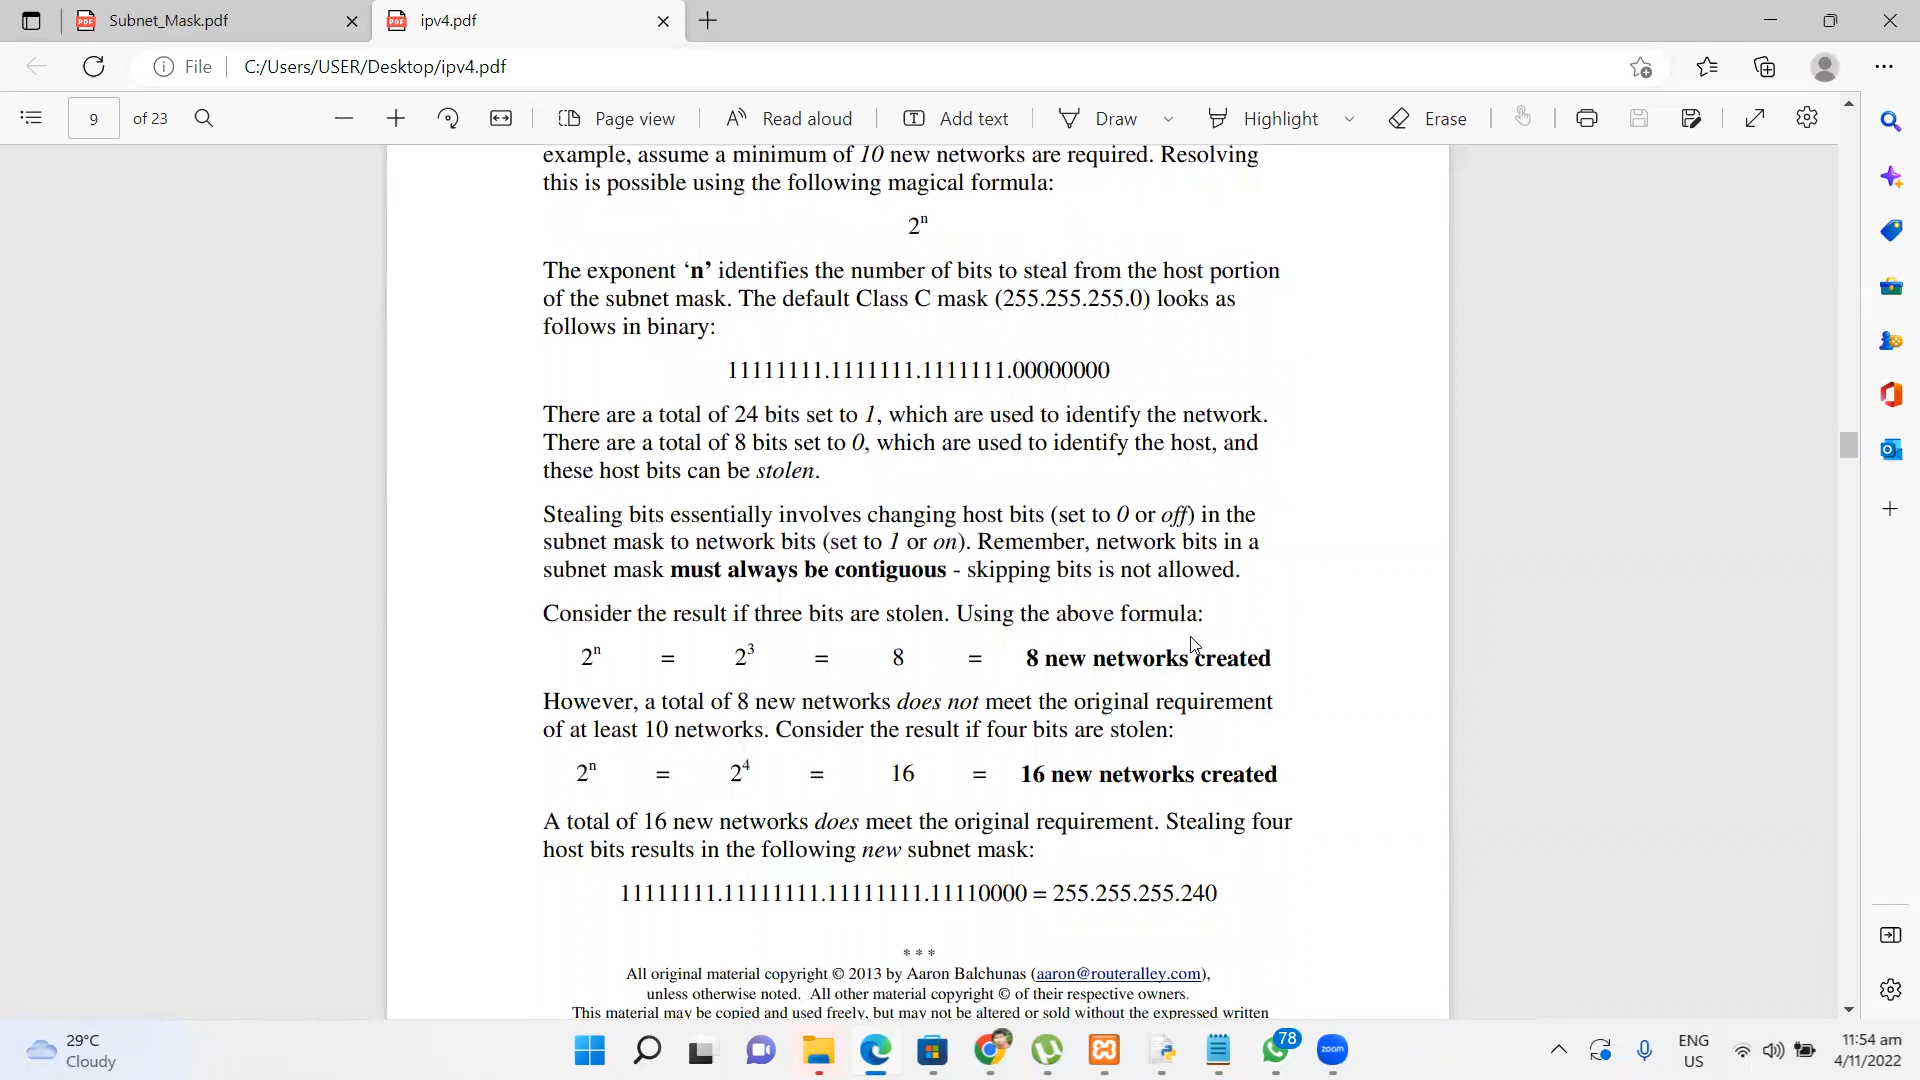 Subnet_Mask.pdf
ipv4.pdf
File
C:/Users/USER/Desktop/ipv4.pdf
9 of 23
Page view
Read aloud
Add text
Draw
Highlight
Erase
example, assume a minimum of 10 new networks are required. Resolving
this is possible using the following magical formula:
2ⁿ
The exponent ‘n’ identifies the number of bits to steal from the host portion
of the subnet mask. The default Class C mask (255.255.255.0) looks as
follows in binary:
11111111.1111111.1111111.00000000
There are a total of 24 bits set to 1, which are used to identify the network.
There are a total of 8 bits set to 0, which are used to identify the host, and
these host bits can be stolen.
Stealing bits essentially involves changing host bits (set to 0 or off) in the
subnet mask to network bits (set to 1 or on). Remember, network bits in a
subnet mask must always be contiguous - skipping bits is not allowed.
Consider the result if three bits are stolen. Using the above formula:
2ⁿ = 2³ = 8 = 8 new networks created
However, a total of 8 new networks does not meet the original requirement
of at least 10 networks. Consider the result if four bits are stolen:
2ⁿ = 2⁴ = 16 = 16 new networks created
A total of 16 new networks does meet the original requirement. Stealing four
host bits results in the following new subnet mask:
11111111.11111111.11111111.11110000 = 255.255.255.240
* * *
All original material copyright © 2013 by Aaron Balchunas (aaron@routeralley.com),
unless otherwise noted. All other material copyright © of their respective owners.
This material may be copied and used freely, but may not be altered or sold without the expressed written
29°C
Cloudy
78
zoom
ENG
US
11:54 am
4/11/2022